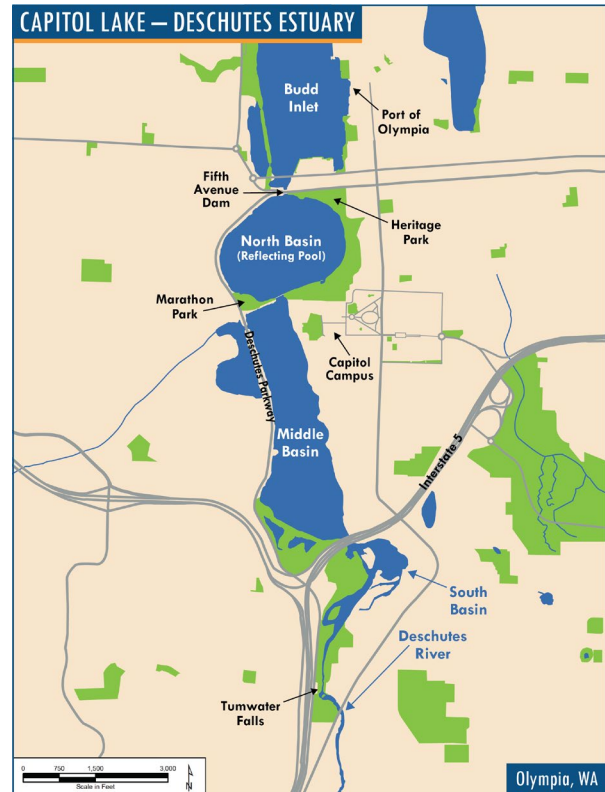 CAPITOL LAKE – DESCHUTES ESTUARY
Budd
Inlet
Port of
Olympia
Fifth
Avenue
Dam
Heritage
Park
North Basin
(Reflecting Pool)
Marathon
Park
Capitol
Campus
Deschutes Parkway
Middle
Basin
Interstate 5
South
Basin
Deschutes
River
Tumwater
Falls
0 750 1,500 3,000
Scale in Feet
N
Olympia, WA